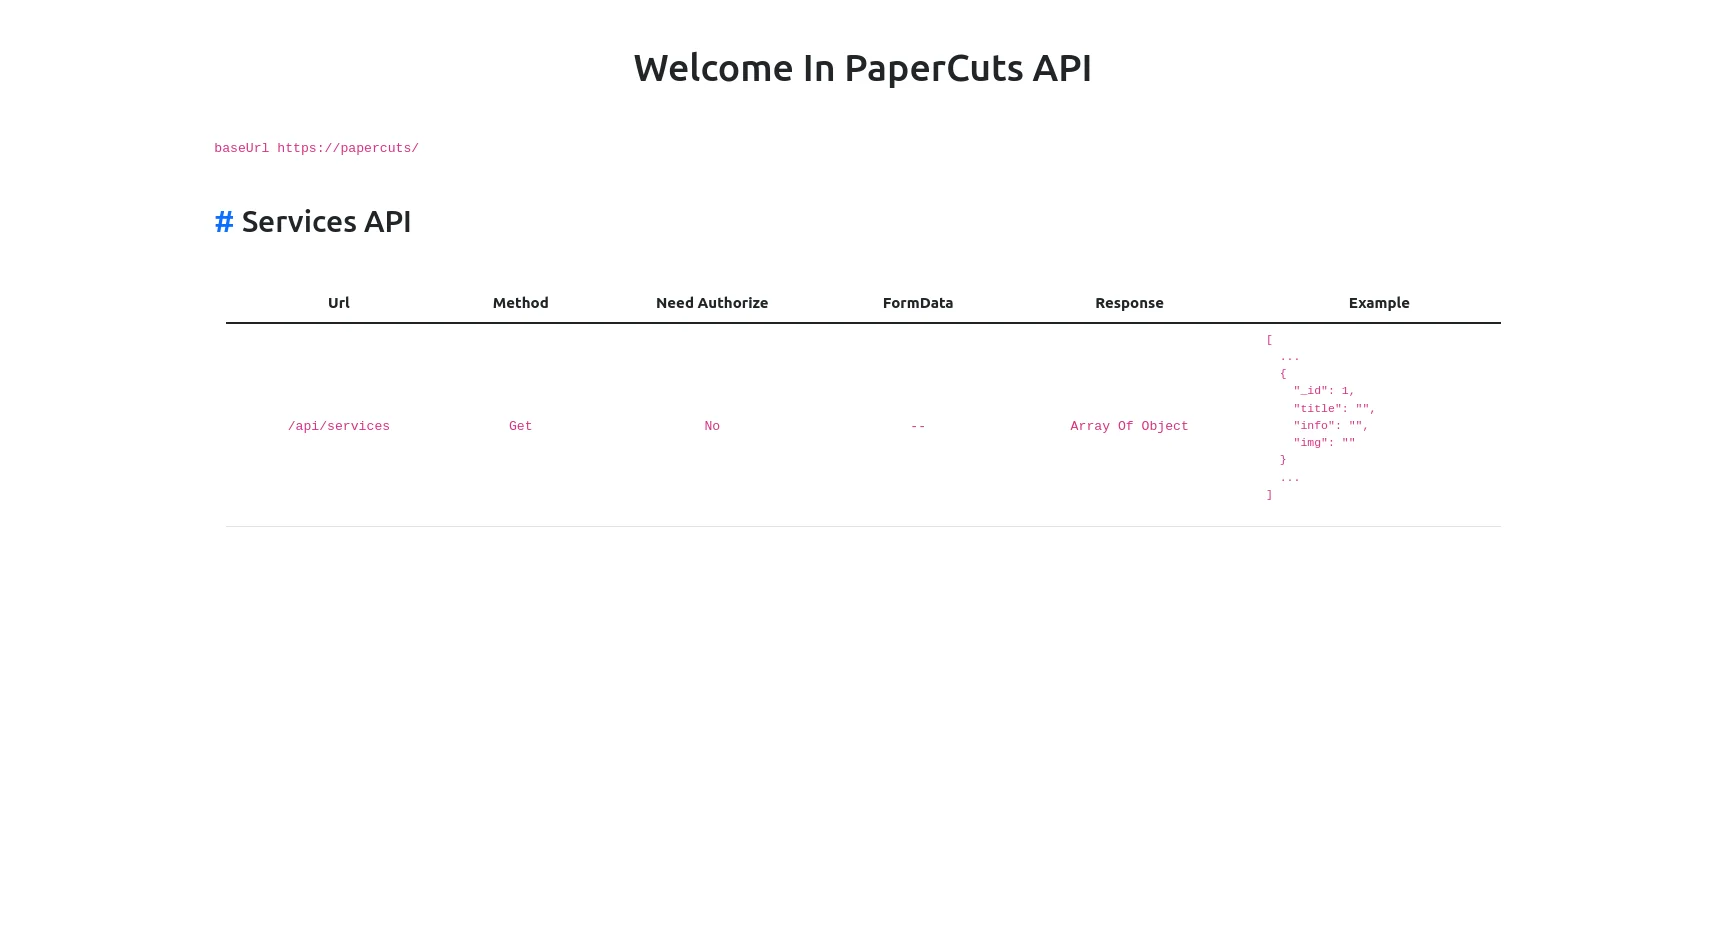 Welcome In PaperCuts API
baseUrl https://papercuts/
# Services API
Url Method Need Authorize FormData Response Example
/api/services Get No -- Array Of Object
[
  ...
  {
    "_id": 1,
    "title": "",
    "info": "",
    "img": ""
  }
  ...
]